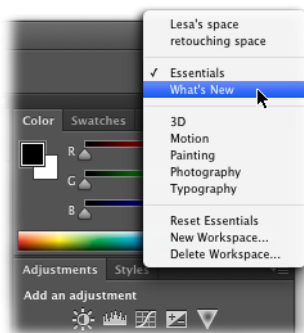 Lesa's space
retouching space
✓ Essentials
What's New
3D
Motion
Painting
Photography
Typography
Reset Essentials
New Workspace...
Delete Workspace...
Color Swatches
R
G
B
Adjustments Styles
Add an adjustment